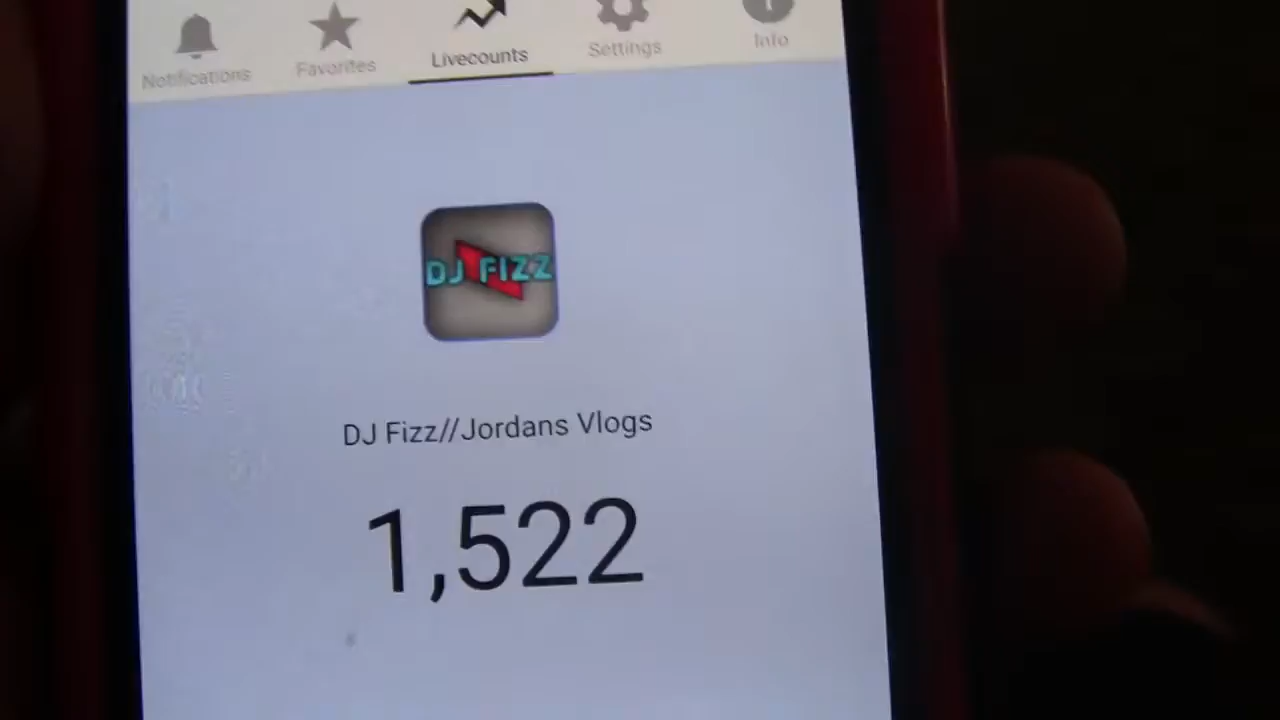 Notifications
Favorites
Livecounts
Settings
Info
DJ FIZZ
DJ Fizz//Jordans Vlogs
1,522